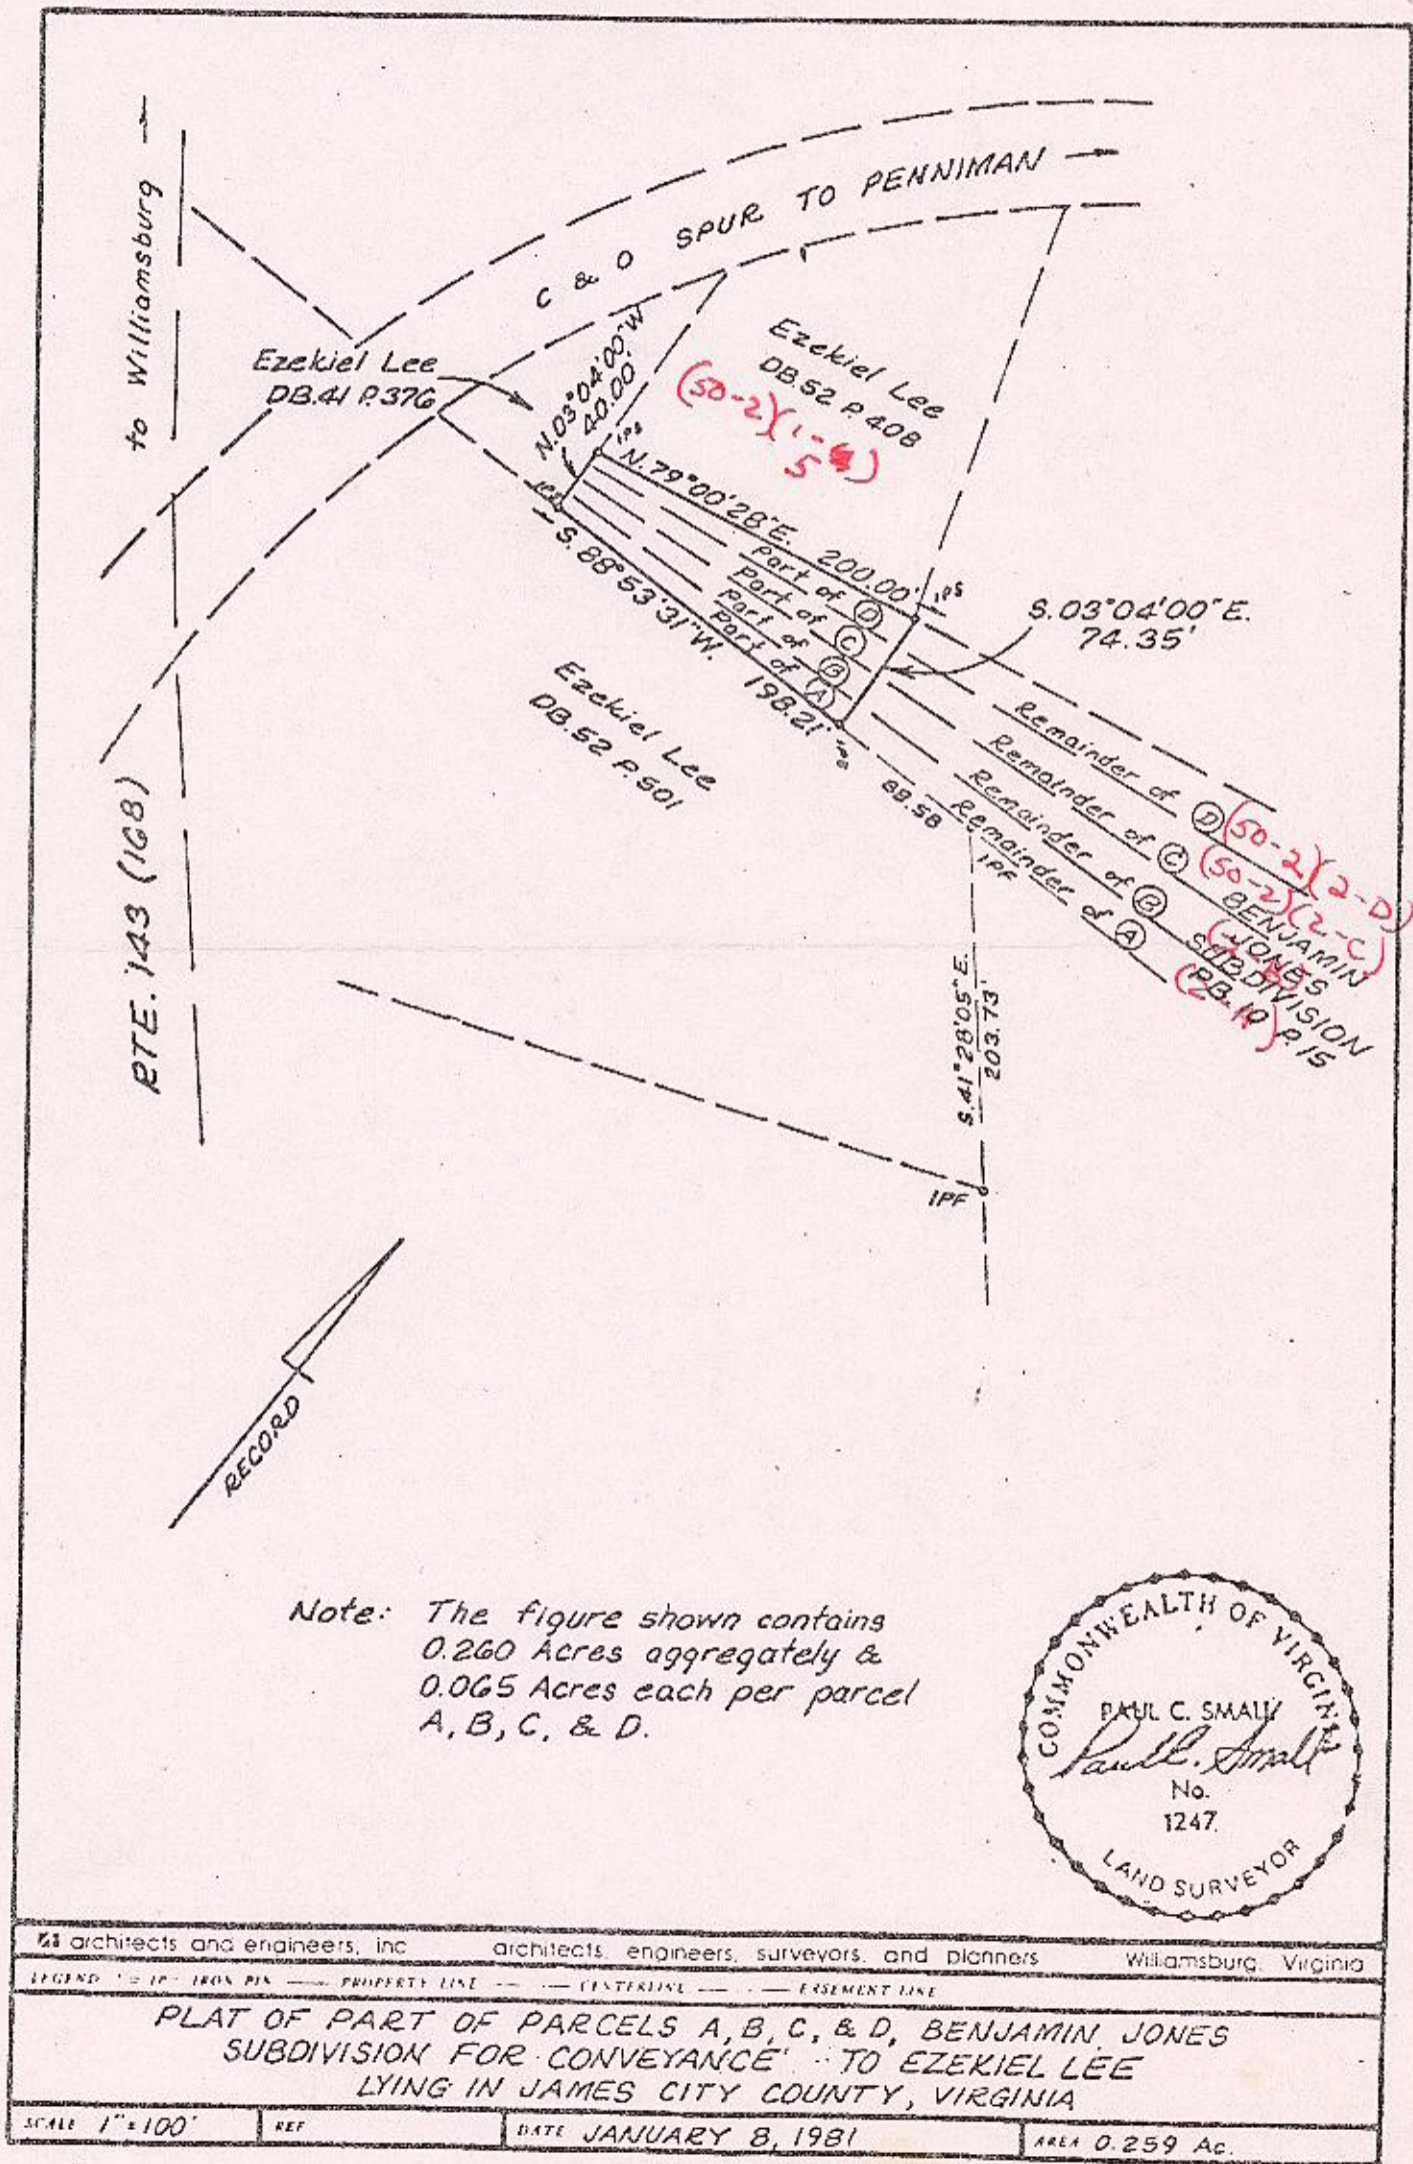 to Williamsburg →
C & O SPUR TO PENNIMAN →
Ezekiel Lee
DB.41 P.376
N.03°04'00"W
40.00'
Ezekiel Lee
DB.52 P.408
(50-2)(1-
5
IPS
N.79°00'28"E. 200.00'
IPS
IPS
S.88°53'31"W. 198.21'
IPS
Part of D
Part of C
Part of B
Part of A
S.03°04'00"E.
74.35'
Ezekiel Lee
DB.52 P.501
Remainder of D (50-2)(2-D)
Remainder of C (50-2)(2-C)
Remainder of B
Remainder of A
BENJAMIN
JONES
SUBDIVISION
P.B. 10 P.15
89.58
IPF
S.41°28'05"E.
203.73'
IPF
RTE. 143 (168)
RECORD
Note: The figure shown contains
0.260 Acres aggregately &
0.065 Acres each per parcel
A, B, C, & D.
COMMONWEALTH OF VIRGINIA
PAUL C. SMALL
Paul C. Small
No.
1247
LAND SURVEYOR
architects and engineers, inc architects, engineers, surveyors, and planners Williamsburg, Virginia
LEGEND IP - IRON PIN PROPERTY LINE CENTERLINE EASEMENT LINE
PLAT OF PART OF PARCELS A, B, C, & D, BENJAMIN JONES
SUBDIVISION FOR CONVEYANCE TO EZEKIEL LEE
LYING IN JAMES CITY COUNTY, VIRGINIA
SCALE 1"=100' REF DATE JANUARY 8, 1981 AREA 0.259 Ac.